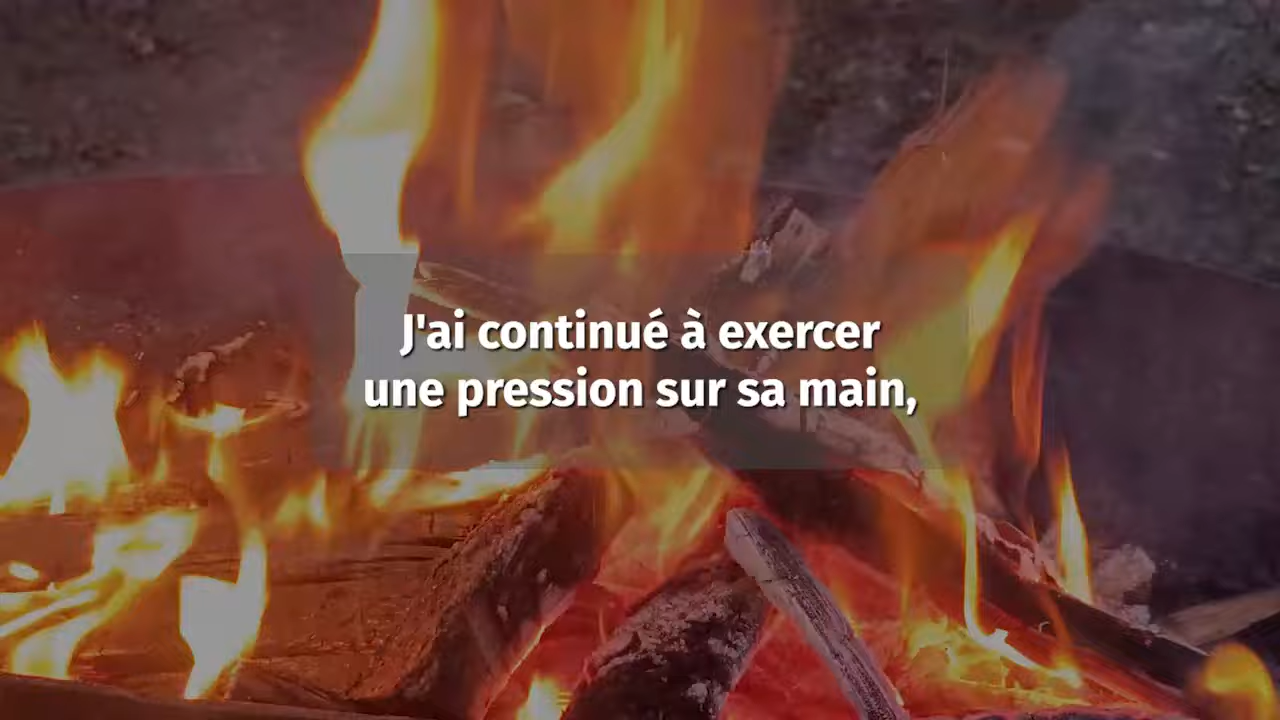 J'ai continué à exercer
une pression sur sa main,